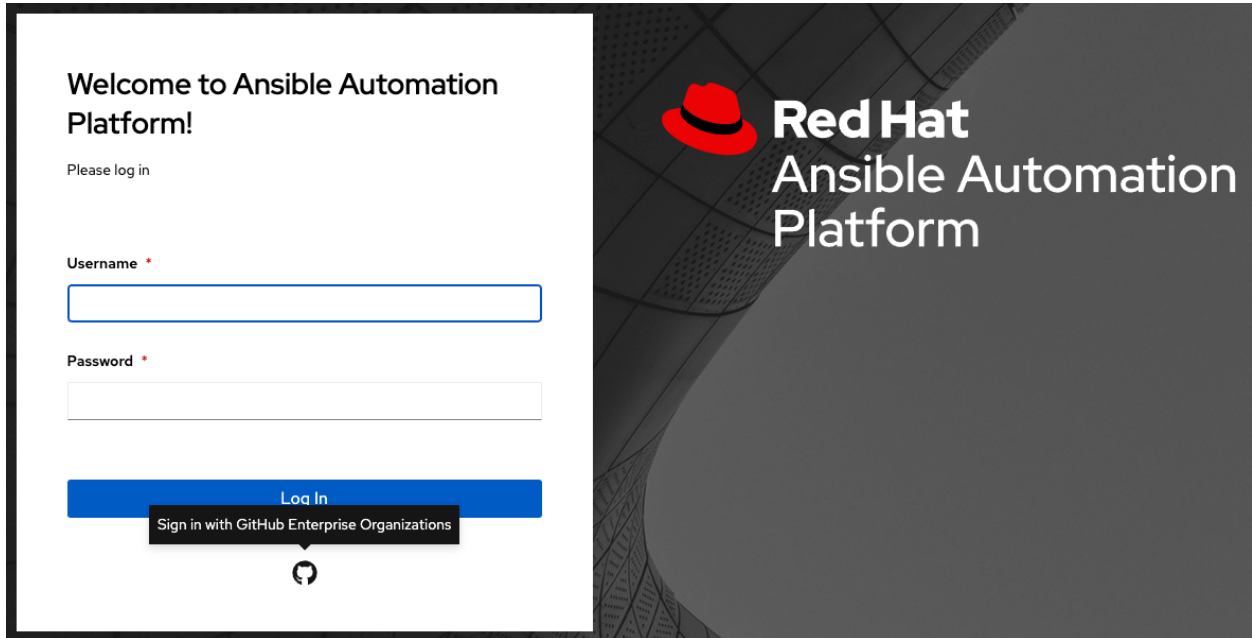 Welcome to Ansible Automation
Platform!
Please log in
Username *
Password *
Log In
Sign in with GitHub Enterprise Organizations
Red Hat
Ansible Automation
Platform